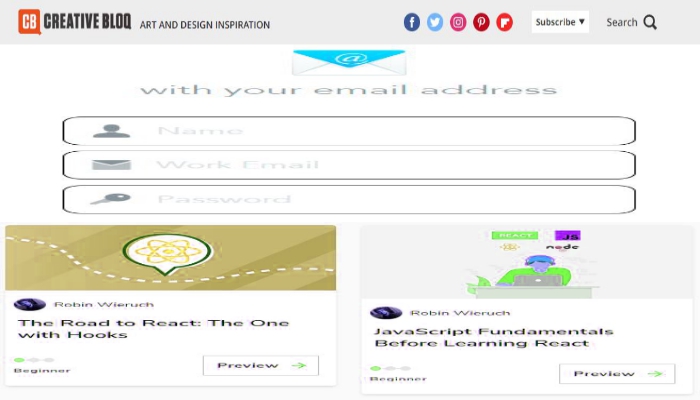 CB CREATIVE BLOQ ART AND DESIGN INSPIRATION
Subscribe ▼ Search
@
with your email address
Name
Work Email
Password
REACT JS
node
Robin Wieruch
The Road to React: The One
with Hooks
Beginner
Preview
Robin Wieruch
JavaScript Fundamentals
Before Learning React
Beginner
Preview